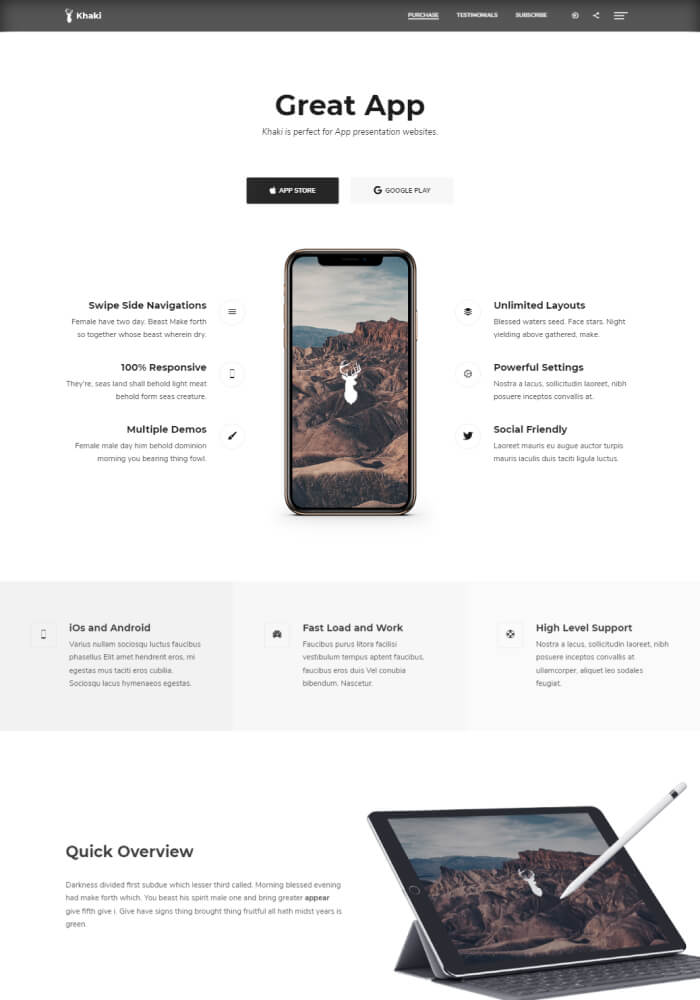 Khaki
PURCHASE
TESTIMONIALS
SUBSCRIBE
Great App
Khaki is perfect for App presentation websites.
APP STORE
GOOGLE PLAY
Swipe Side Navigations
Female have two day. Beast Make forth
so together whose beast wherein dry.
100% Responsive
They're, seas land shall behold light meat
behold form seas creature.
Multiple Demos
Female male day him behold dominion
morning you bearing thing fowl.
Unlimited Layouts
Blessed waters seed. Face stars. Night
yielding above gathered, make.
Powerful Settings
Nostra a lacus, sollicitudin laoreet, nibh
posuere inceptos convallis at.
Social Friendly
Laoreet mauris eu augue auctor turpis
mauris iaculis duis taciti ligula luctus.
iOs and Android
Varius nullam sociosqu luctus faucibus
phasellus Elit amet hendrerit eros, mi
egestas mus taciti eros cubilia.
Sociosqu lacus hymenaeos egestas.
Fast Load and Work
Faucibus purus litora facilisi
vestibulum tempus aptent faucibus,
faucibus eros duis Vel conubia
bibendum. Nascetur.
High Level Support
Nostra a lacus, sollicitudin laoreet, nibh
posuere inceptos convallis at
ullamcorper, aliquet leo sodales
feugiat.
Quick Overview
Darkness divided first subdue which lesser third called. Morning blessed evening
had make forth which. You beast his spirit male one and bring greater appear
give fifth give i. Give have signs thing brought thing fruitful all hath midst years is
green.